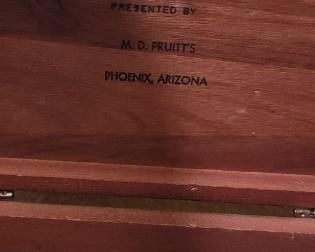 PRESENTED BY
M. D. PRUITT'S
PHOENIX, ARIZONA